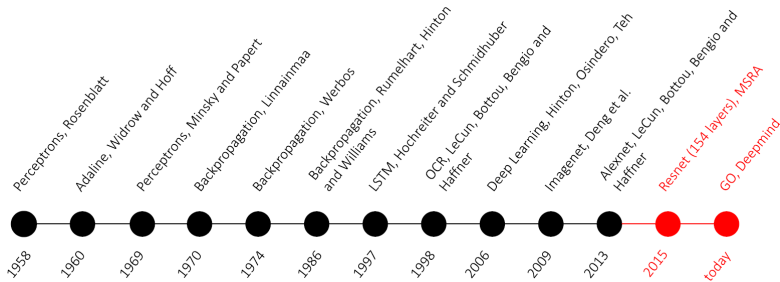 Perceptrons, Rosenblatt
Adaline, Widrow and Hoff
Perceptrons, Minsky and Papert
Backpropagation, Linnainmaa
Backpropagation, Werbos
Backpropagation, Rumelhart, Hinton
and Williams
LSTM, Hochreiter and Schmidhuber
OCR, LeCun, Bottou, Bengio and
Haffner
Deep Learning, Hinton, Osindero, Teh
Imagenet, Deng et al.
Alexnet, LeCun, Bottou, Bengio and
Haffner
Resnet (154 layers), MSRA
GO, Deepmind
1958
1960
1969
1970
1974
1986
1997
1998
2006
2009
2013
2015
today